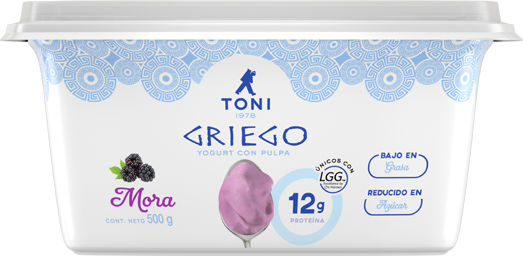 TONI
1978
GRIEGO
YOGURT CON PULPA
Mora
CONT. NETO 500 g
12g
PROTEÍNA
ÚNICOS CON
LGG
BAJO EN
Grasa
REDUCIDO EN
Azúcar